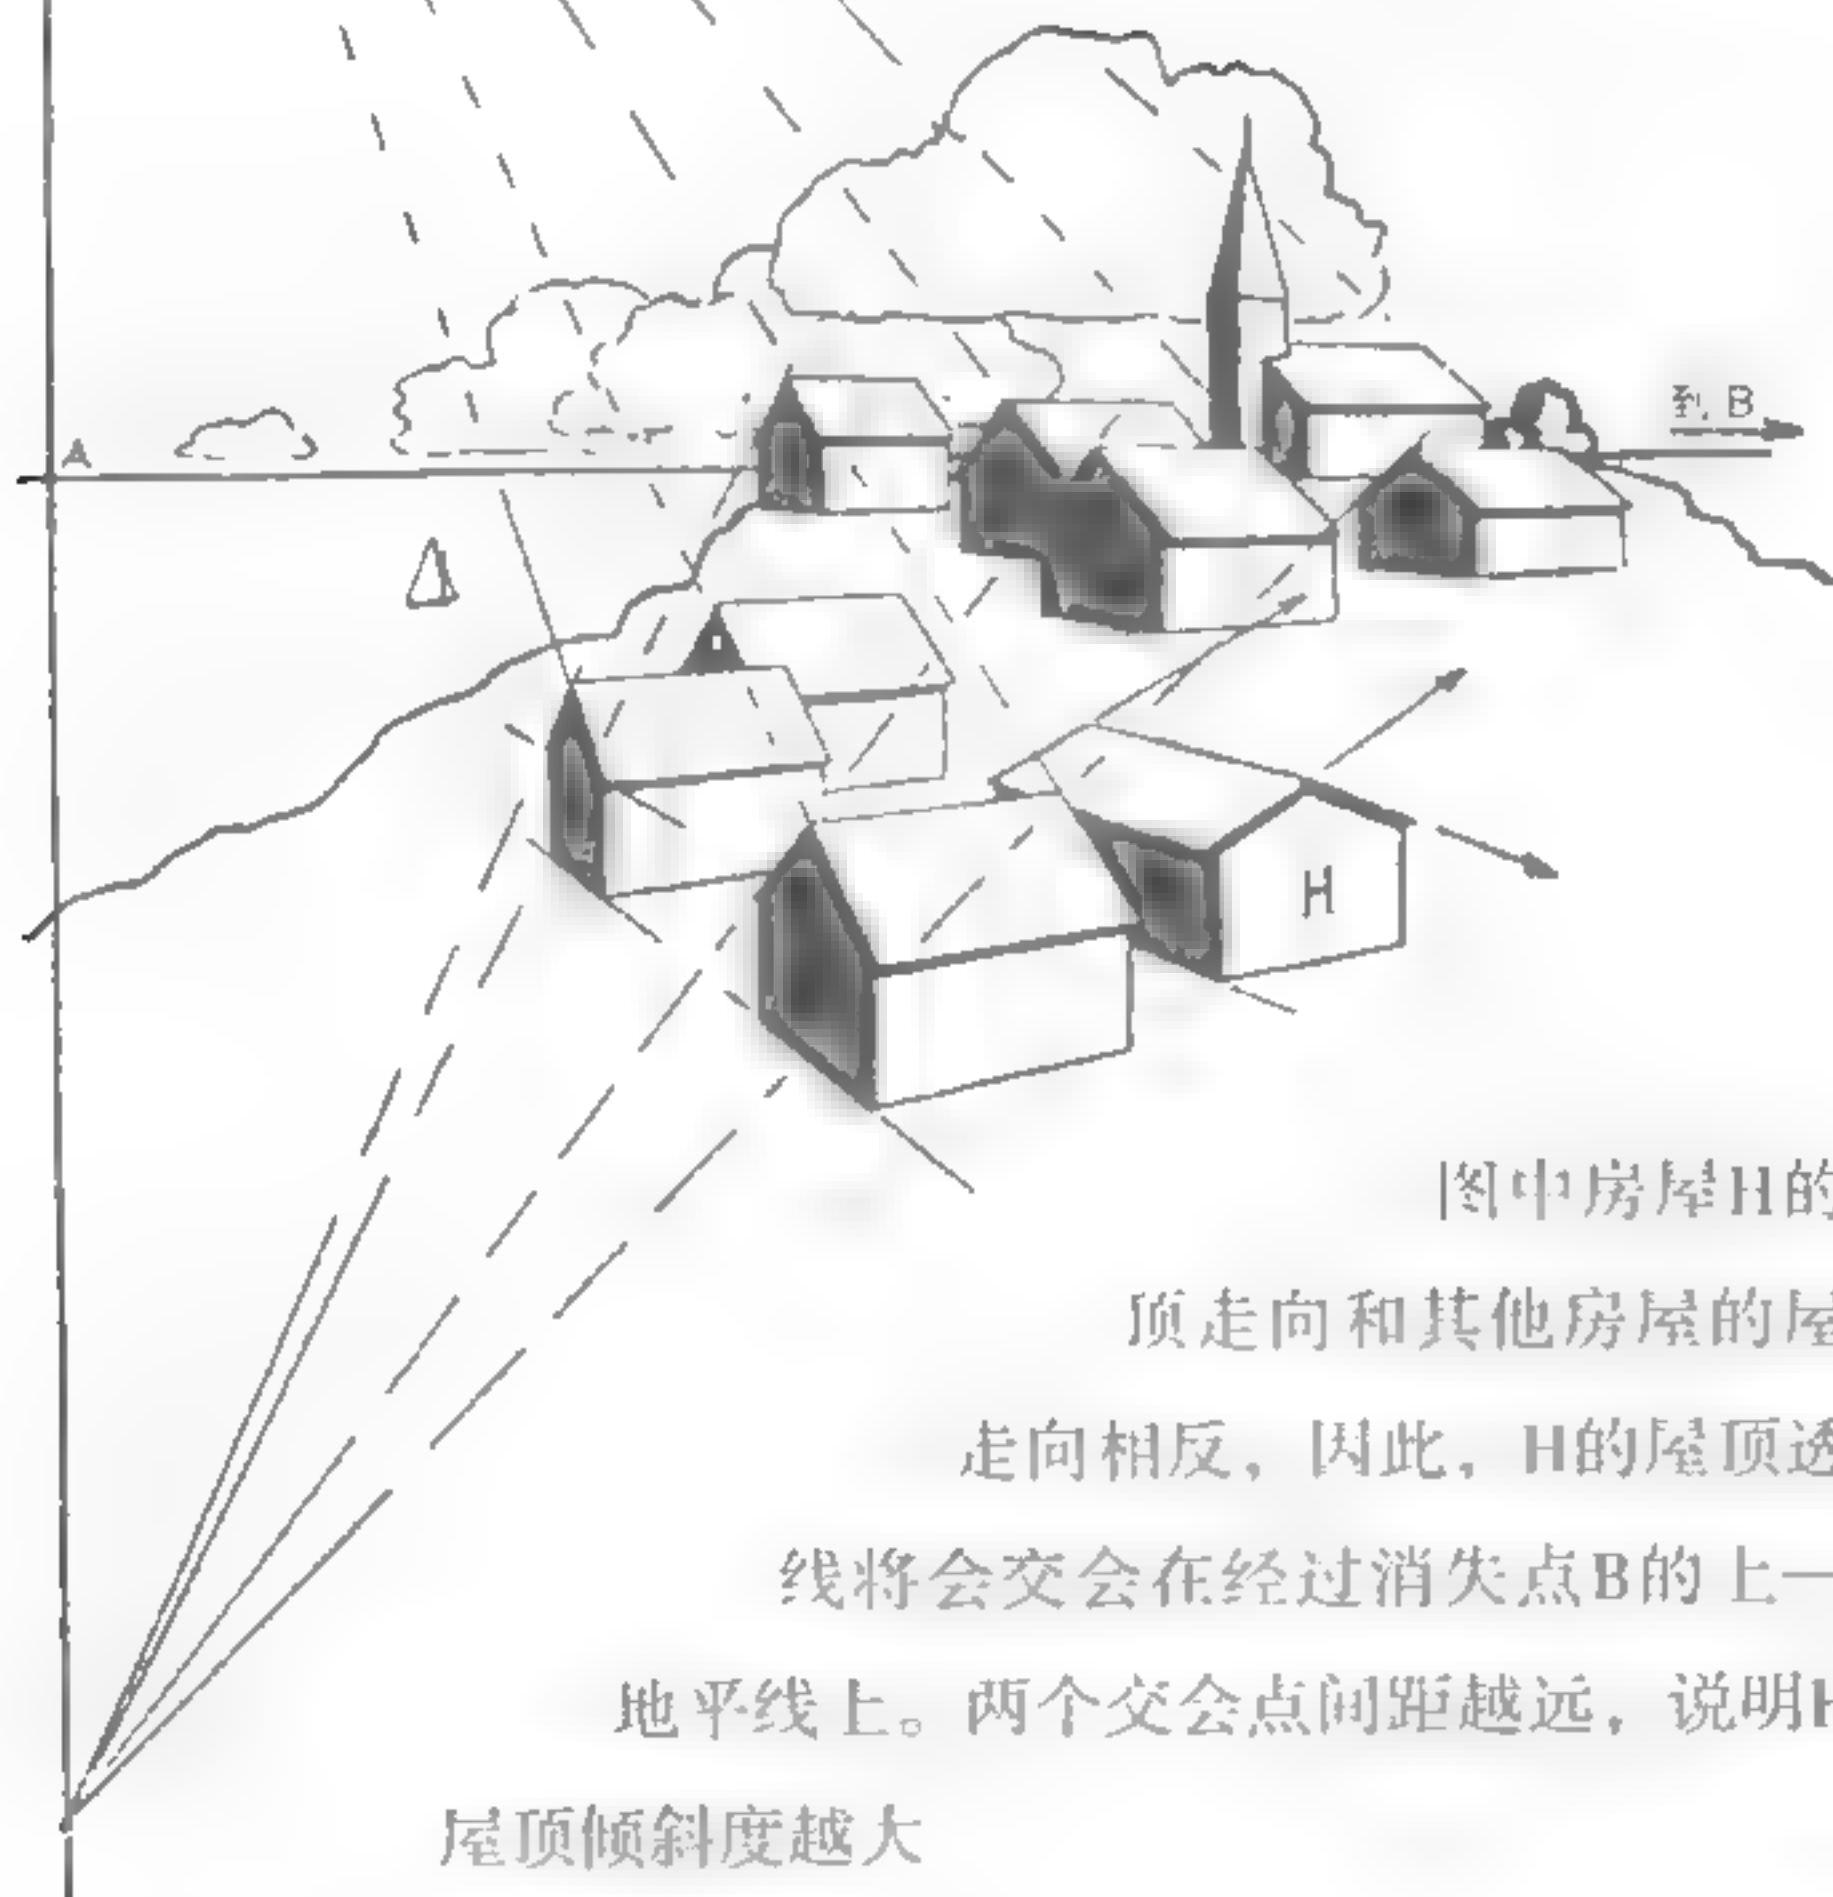 A
到 B
H
图中房屋H的
顶走向和其他房屋的屋
走向相反，因此，H的屋顶透
线将会交会在经过消失点B的上一
地平线上。两个交会点间距越远，说明H
屋顶倾斜度越大